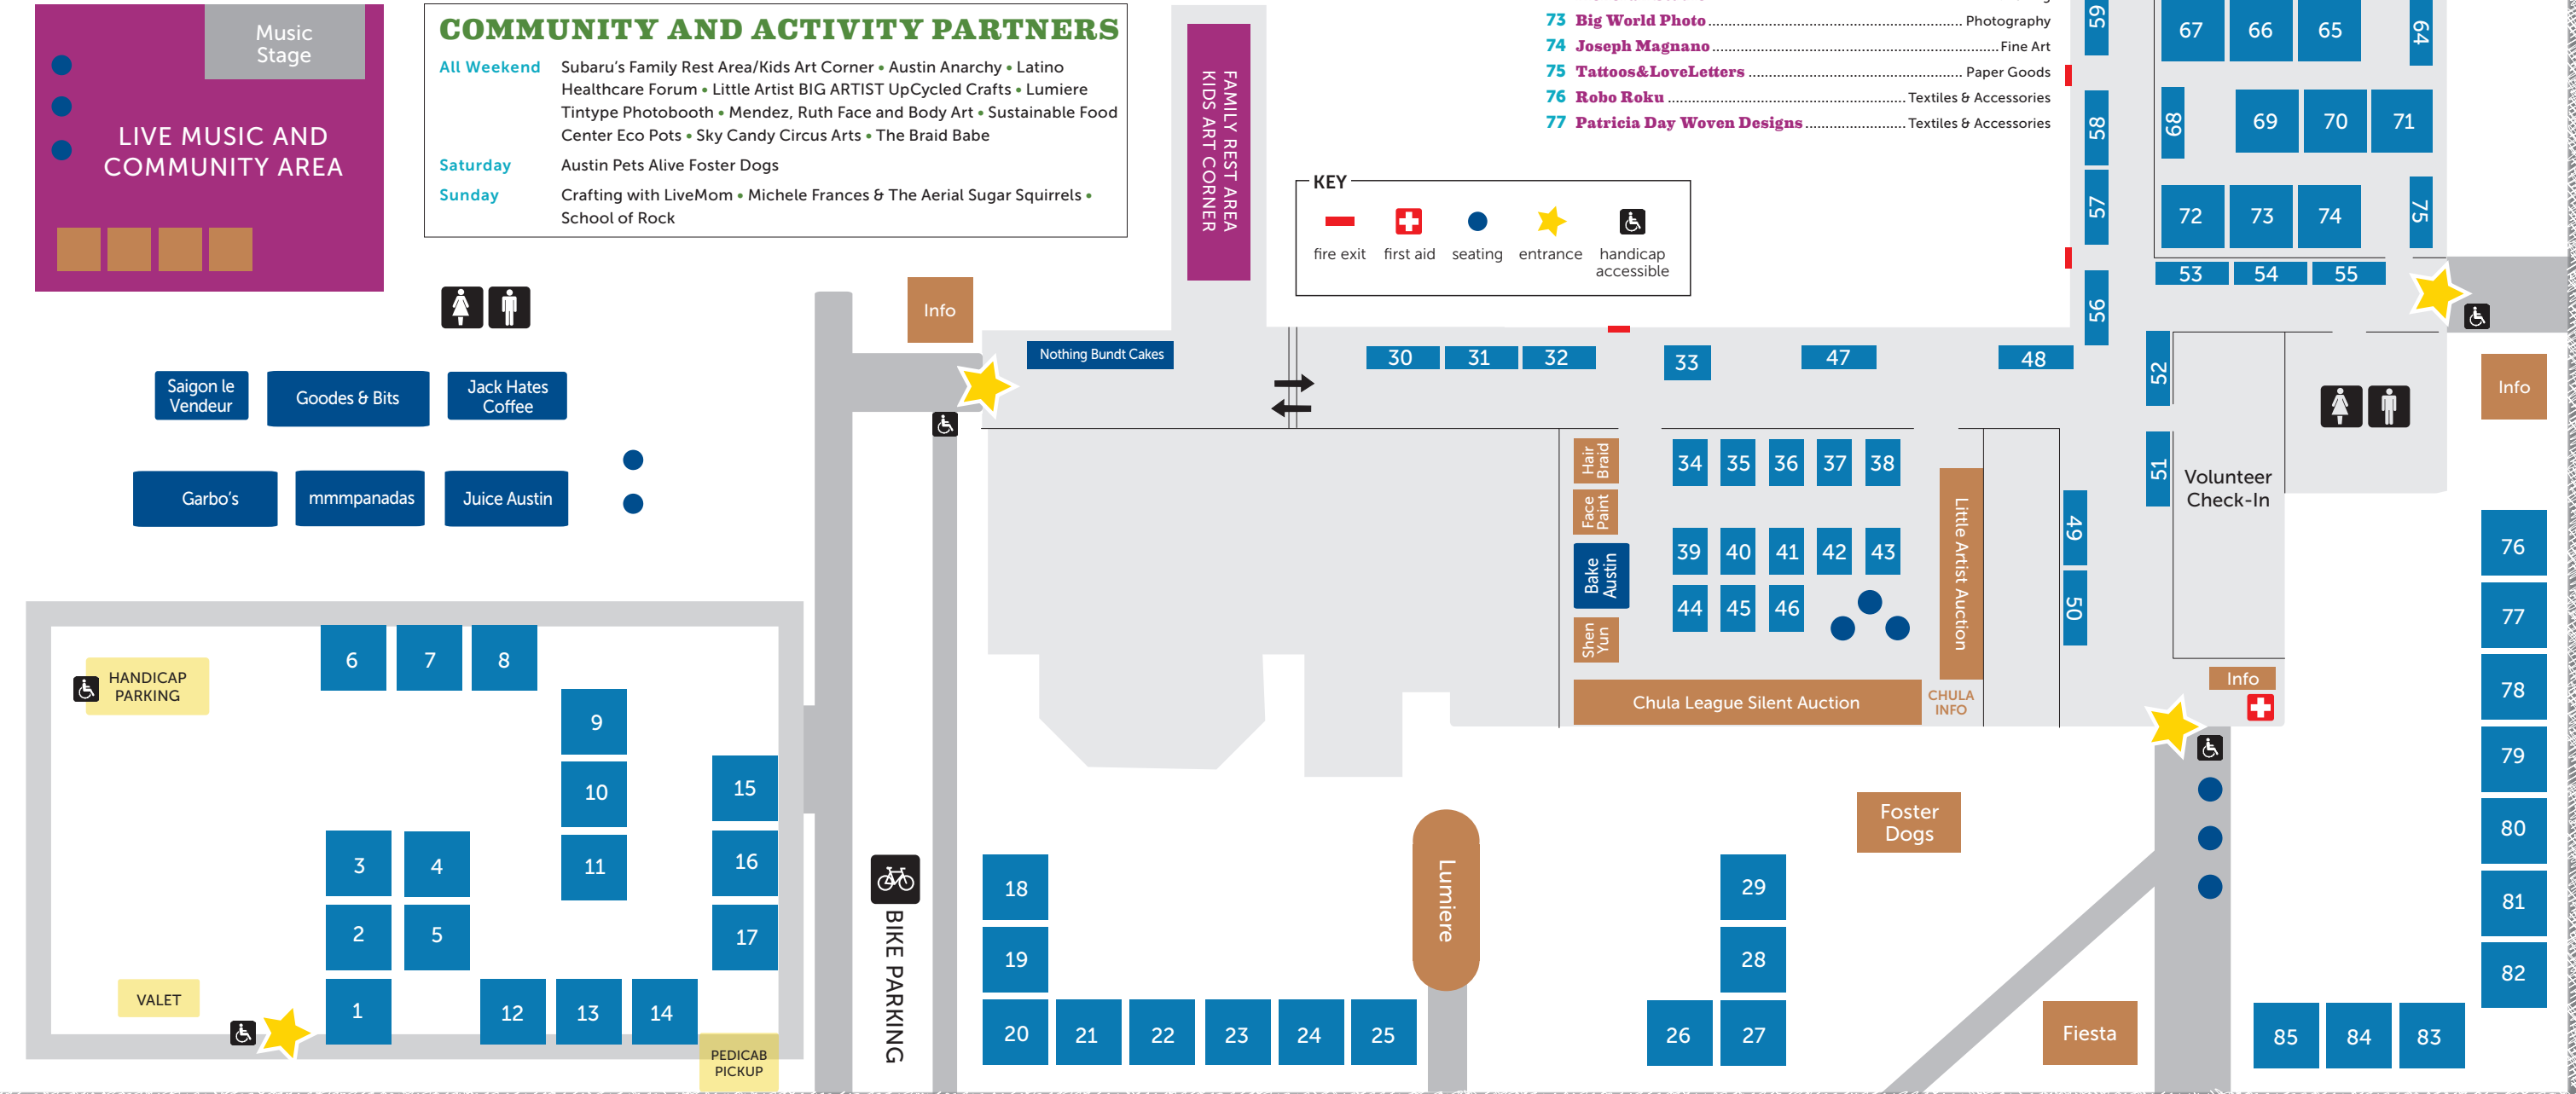 Music
Stage
LIVE MUSIC AND
COMMUNITY AREA
COMMUNITY AND ACTIVITY PARTNERS
All Weekend Subaru's Family Rest Area/Kids Art Corner • Austin Anarchy • Latino
Healthcare Forum • Little Artist BIG ARTIST UpCycled Crafts • Lumiere
Tintype Photobooth • Mendez, Ruth Face and Body Art • Sustainable Food
Center Eco Pots • Sky Candy Circus Arts • The Braid Babe
Saturday Austin Pets Alive Foster Dogs
Sunday Crafting with LiveMom • Michele Frances & The Aerial Sugar Squirrels •
School of Rock
FAMILY REST AREA
KIDS ART CORNER
73 Big World Photo Photography
74 Joseph Magnano Fine Art
75 Tattoos&LoveLetters Paper Goods
76 Robo Roku Textiles & Accessories
77 Patricia Day Woven Designs Textiles & Accessories
KEY
fire exit
first aid
seating
entrance
handicap
accessible
59
67
66
65
64
58
68
69
70
71
57
72
73
74
75
53
54
55
56
Info
Nothing Bundt Cakes
30
31
32
33
47
48
52
Info
Saigon le
Vendeur
Goodes & Bits
Jack Hates
Coffee
Garbo's
mmmpanadas
Juice Austin
Hair
Braid
Face
Paint
Bake
Austin
Shen
Yun
34
35
36
37
38
39
40
41
42
43
44
45
46
Little Artist Auction
Chula League Silent Auction
CHULA
INFO
49
50
51
Volunteer
Check-In
Info
76
77
78
79
80
81
82
HANDICAP
PARKING
6
7
8
9
10
11
15
16
17
3
4
2
5
1
12
13
14
VALET
PEDICAB
PICKUP
BIKE PARKING
18
19
20
21
22
23
24
25
Lumiere
Foster
Dogs
29
28
26
27
Fiesta
85
84
83